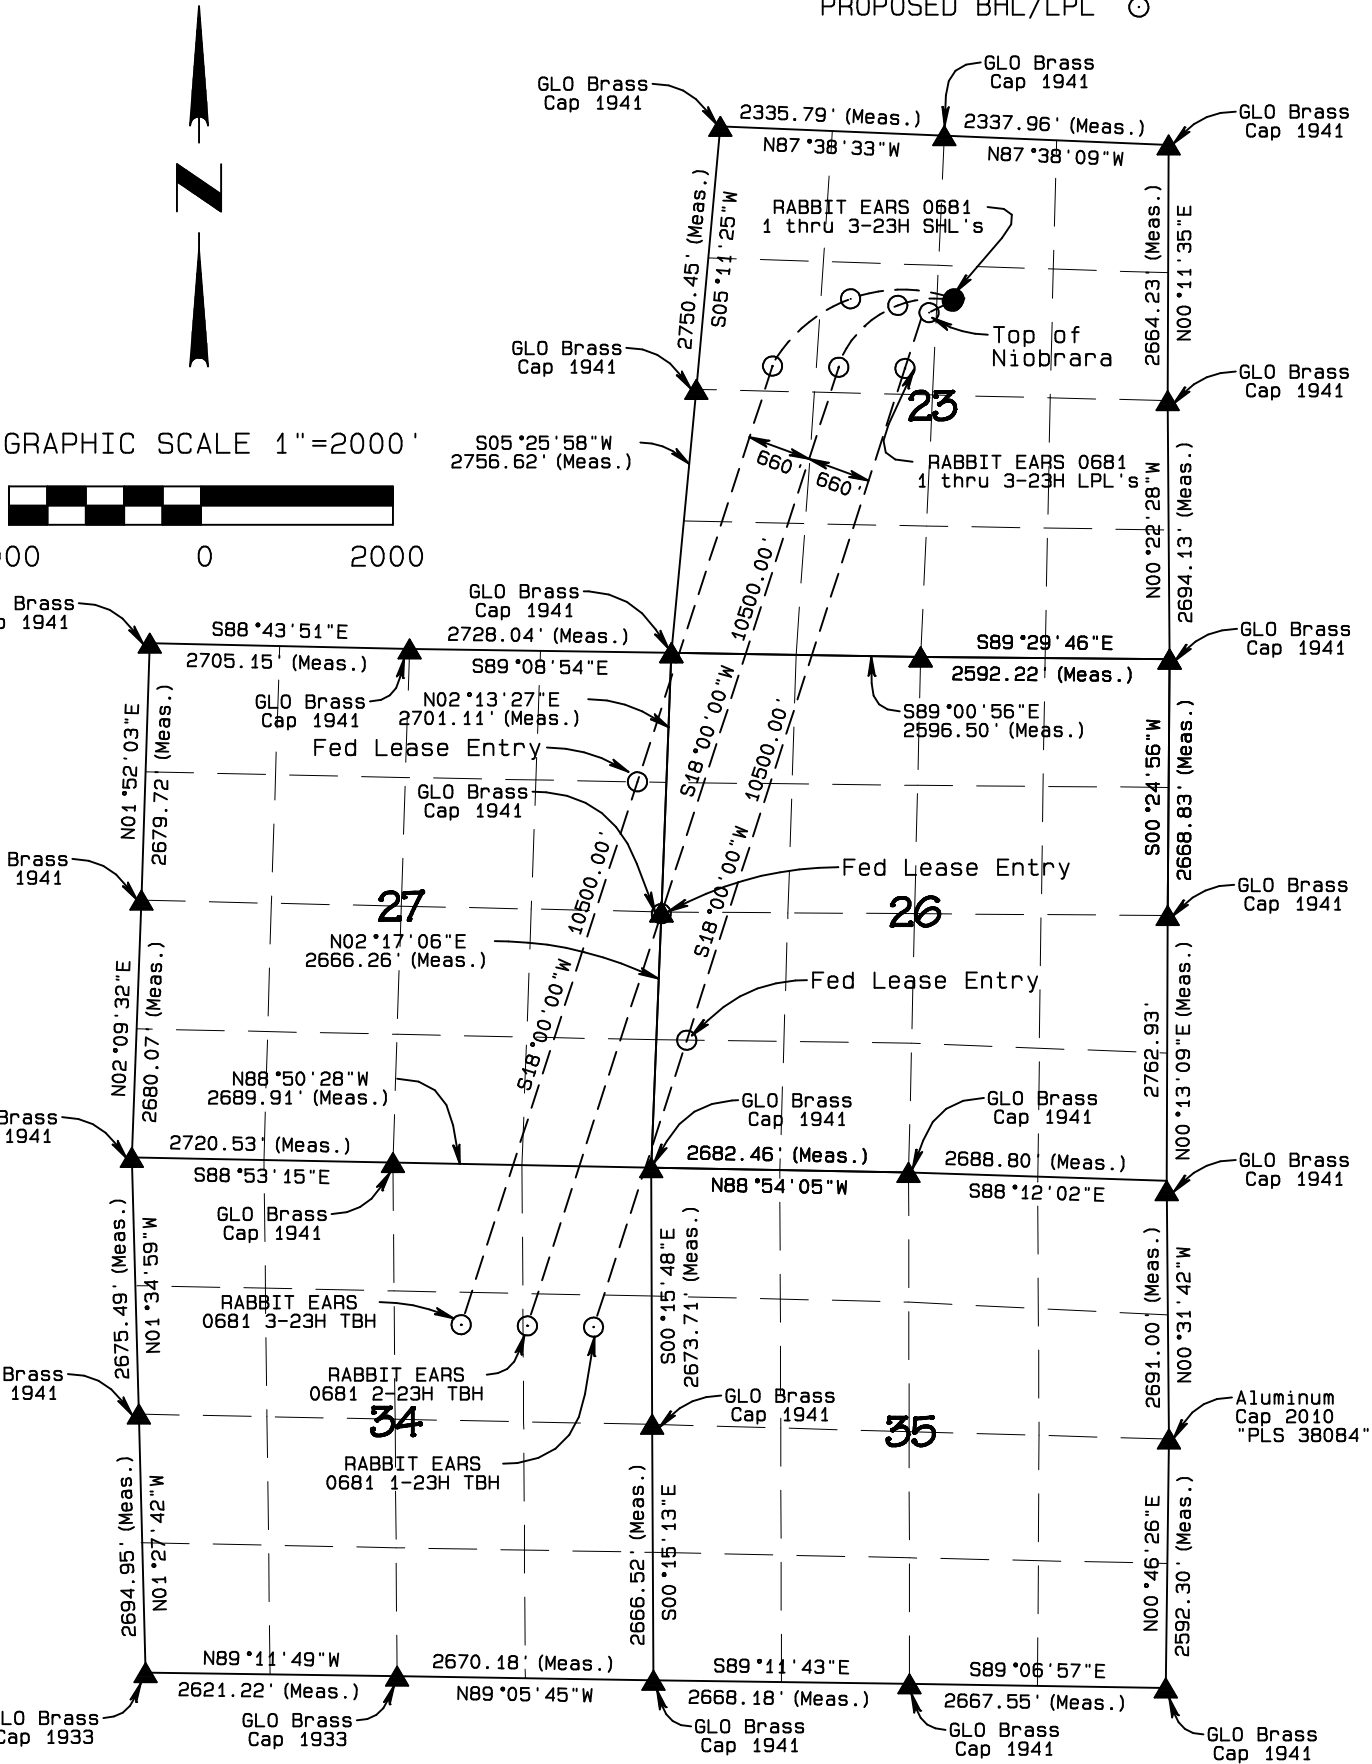 PROPOSED BHL/LPL
GLO Brass
Cap 1941
GLO Brass
Cap 1941
GLO Brass
Cap 1941
2335.79' (Meas.)
N87°38'33"W
2337.96' (Meas.)
N87°38'09"W
N
RABBIT EARS 0681
1 thru 3-23H SHL's
2750.45' (Meas.)
S05°11'25"W
2664.23' (Meas.)
N00°11'35"E
Top of
Niobrara
GLO Brass
Cap 1941
GLO Brass
Cap 1941
23
GRAPHIC SCALE 1"=2000'
0
2000
S05°25'58"W
2756.62' (Meas.)
660'
660'
RABBIT EARS 0681
1 thru 3-23H LPL's
N00°22'28"W
2694.13' (Meas.)
Brass
1941
GLO Brass
Cap 1941
GLO Brass
Cap 1941
S88°43'51"E
2705.15' (Meas.)
2728.04' (Meas.)
S89°08'54"E
S89°29'46"E
2592.22' (Meas.)
GLO Brass
Cap 1941
N02°13'27"E
2701.11' (Meas.)
S89°00'56"E
2596.50' (Meas.)
Fed Lease Entry
GLO Brass
Cap 1941
N01°52'03"E
2679.72' (Meas.)
10500.00'
S18°00'00"W
10500.00'
S18°00'00"W
10500.00'
S18°00'00"W
S00°24'56"W
2668.83' (Meas.)
Brass
1941
Fed Lease Entry
GLO Brass
Cap 1941
27
26
N02°17'06"E
2666.26' (Meas.)
Fed Lease Entry
N02°09'32"E
2680.07' (Meas.)
2762.93'
N00°13'09"E (Meas.)
N88°50'28"W
2689.91' (Meas.)
Brass
1941
GLO Brass
Cap 1941
GLO Brass
Cap 1941
2720.53' (Meas.)
S88°53'15"E
2682.46' (Meas.)
N88°54'05"W
2688.80' (Meas.)
S88°12'02"E
GLO Brass
Cap 1941
GLO Brass
Cap 1941
2675.49' (Meas.)
N01°34'59"W
S00°15'48"E
2673.71' (Meas.)
2691.00' (Meas.)
N00°31'42"W
RABBIT EARS
0681 3-23H TBH
RABBIT EARS
0681 2-23H TBH
Brass
1941
GLO Brass
Cap 1941
Aluminum
Cap 2010
"PLS 38084"
34
35
RABBIT EARS
0681 1-23H TBH
2694.95' (Meas.)
N01°27'42"W
2666.52' (Meas.)
S00°15'13"E
N00°46'26"E
2592.30' (Meas.)
N89°11'49"W
2621.22' (Meas.)
2670.18' (Meas.)
N89°05'45"W
S89°11'43"E
2668.18' (Meas.)
S89°06'57"E
2667.55' (Meas.)
LO Brass
Cap 1933
GLO Brass
Cap 1933
GLO Brass
Cap 1941
GLO Brass
Cap 1941
GLO Brass
Cap 1941